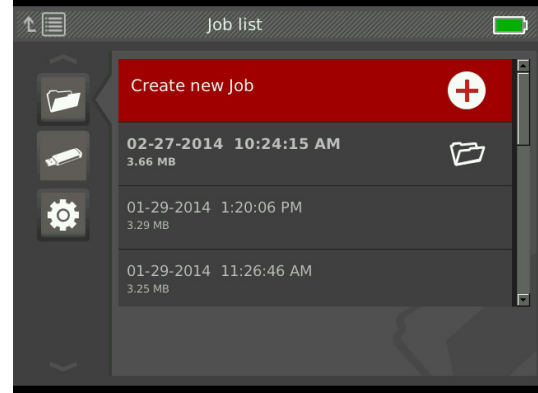 Job list
Create new Job
02-27-2014 10:24:15 AM
3.66 MB
01-29-2014 1:20:06 PM
3.29 MB
01-29-2014 11:26:46 AM
3.25 MB